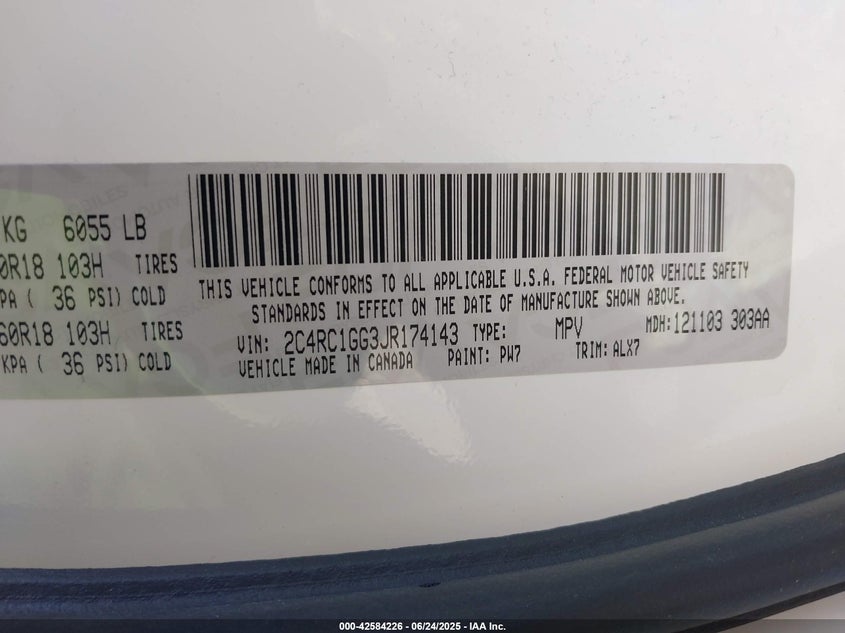 KG 6055 LB
0R18 103H TIRES
KPA ( 36 PSI) COLD
60R18 103H TIRES
KPA ( 36 PSI) COLD
THIS VEHICLE CONFORMS TO ALL APPLICABLE U.S.A. FEDERAL MOTOR VEHICLE SAFETY
STANDARDS IN EFFECT ON THE DATE OF MANUFACTURE SHOWN ABOVE.
VIN: 2C4RC1GG3JR174143 TYPE: MPV MDH:121103 303AA
VEHICLE MADE IN CANADA PAINT: PW7 TRIM: ALX7
000-42584226 - 06/24/2025 - IAA Inc.